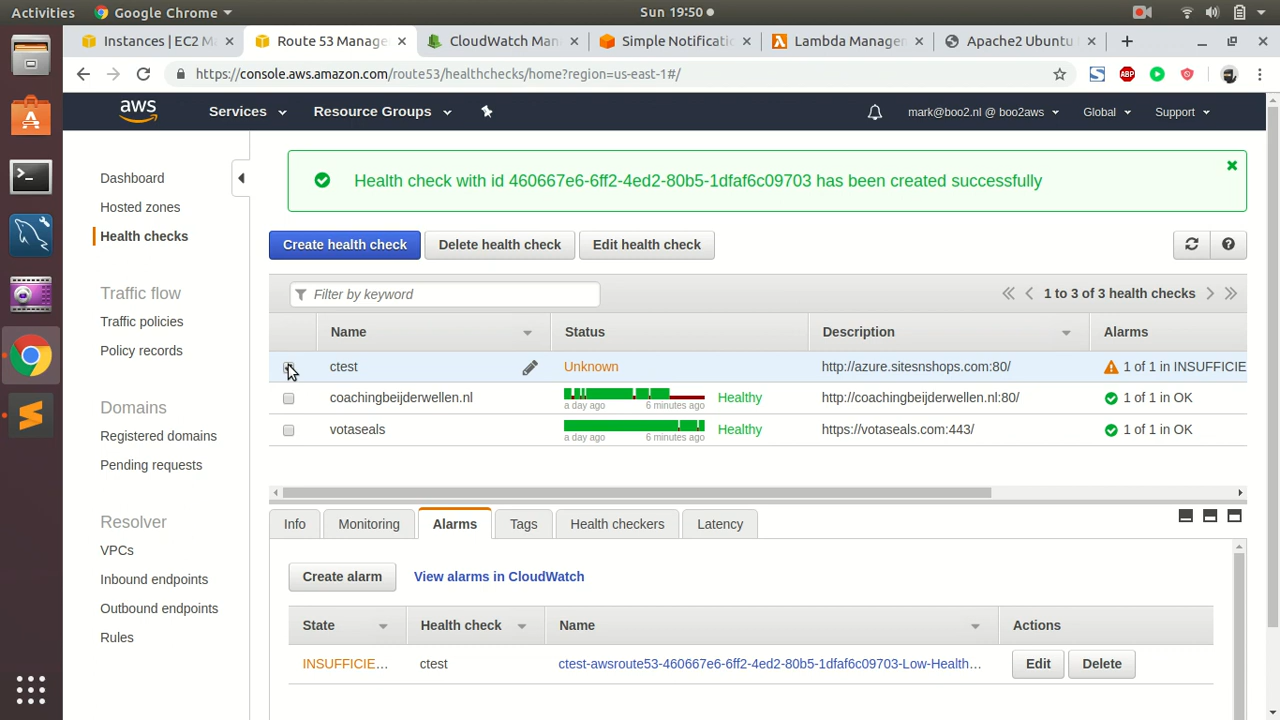 Activities Google Chrome Sun 19:50
Instances | EC2 Ma Route 53 Manage CloudWatch Man Simple Notificati Lambda Manage Apache2 Ubuntu
https://console.aws.amazon.com/route53/healthchecks/home?region=us-east-1#/ ABP
aws Services Resource Groups mark@boo2.nl @ boo2aws Global Support
Dashboard
Hosted zones
Health checks
Traffic flow
Traffic policies
Policy records
Domains
Registered domains
Pending requests
Resolver
VPCs
Inbound endpoints
Outbound endpoints
Rules
Health check with id 460667e6-6ff2-4ed2-80b5-1dfaf6c09703 has been created successfully
Create health check Delete health check Edit health check
Filter by keyword 1 to 3 of 3 health checks
Name Status Description Alarms
ctest Unknown http://azure.sitesnshops.com:80/ 1 of 1 in INSUFFICIE
coachingbeijderwellen.nl a day ago 6 minutes ago Healthy http://coachingbeijderwellen.nl:80/ 1 of 1 in OK
votaseals a day ago 6 minutes ago Healthy https://votaseals.com:443/ 1 of 1 in OK
Info Monitoring Alarms Tags Health checkers Latency
Create alarm View alarms in CloudWatch
State Health check Name Actions
INSUFFICIE... ctest ctest-awsroute53-460667e6-6ff2-4ed2-80b5-1dfaf6c09703-Low-Health... Edit Delete